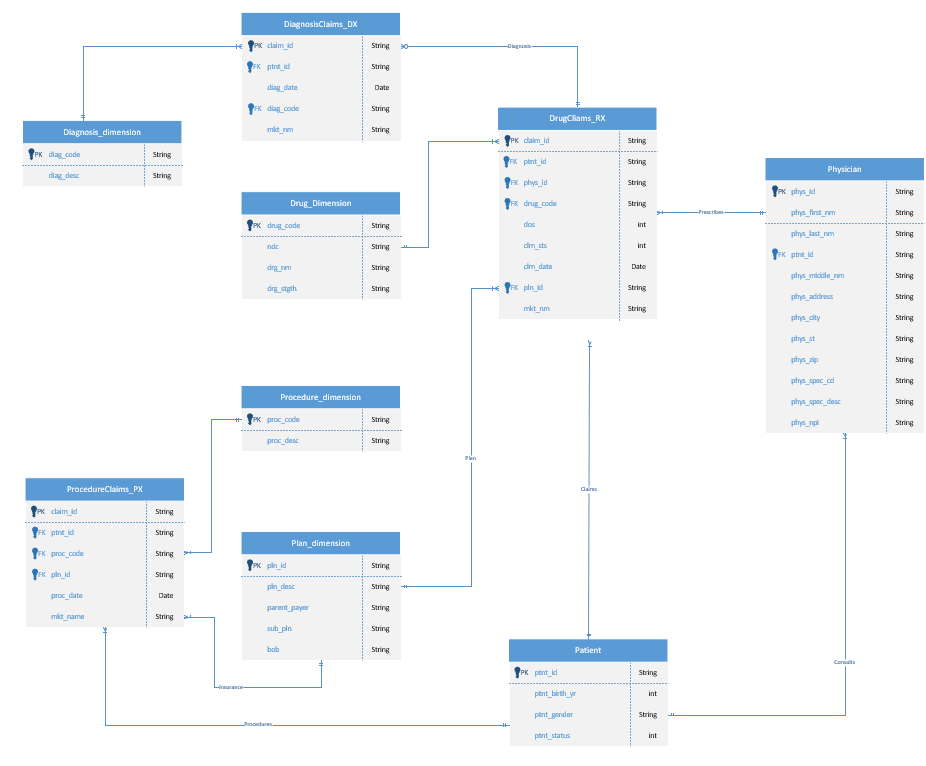 DiagnosisClaims_DX
PK claim_id String
FK ptnt_id String
diag_date Date
FK diag_code String
mkt_nm String
Diagnosis
Diagnosis_dimension
PK diag_code String
diag_desc String
DrugCliams_RX
PK claim_id String
FK ptnt_id String
FK phys_id String
FK drug_code String
dos int
clm_sts int
clm_date Date
FK pln_id String
mkt_nm String
Drug_Dimension
PK drug_code String
ndc String
drg_nm String
drg_stgth String
Prescribes
Physician
PK phys_id String
phys_first_nm String
phys_last_nm String
FK ptnt_id String
phys_middle_nm String
phys_address String
phys_city String
phys_st String
phys_zip String
phys_spec_cd String
phys_spec_desc String
phys_npi String
Procedure_dimension
PK proc_code String
proc_desc String
Plan
Claims
ProcedureClaims_PX
PK claim_id String
FK ptnt_id String
FK proc_code String
FK pln_id String
proc_date Date
mkt_name String
Plan_dimension
PK pln_id String
pln_desc String
parent_payer String
sub_pln String
bob String
Insurance
Procedures
Patient
PK ptnt_id String
ptnt_birth_yr int
ptnt_gender String
ptnt_status int
Consults